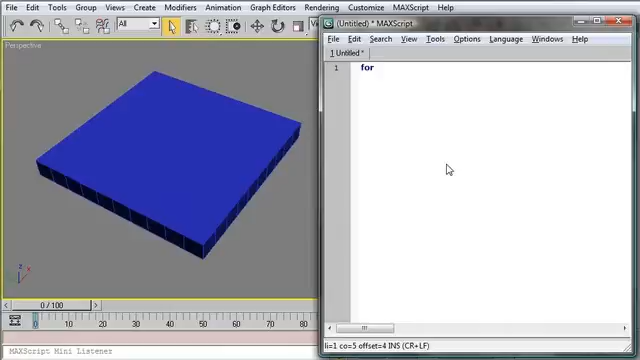 File Edit Tools Group Views Create Modifiers Animation Graph Editors Rendering Customize MAXScript Help
All
Perspective
z
x
0 / 100
0 10 20 30 40 50 60
MAXScript Mini Listener
(Untitled) * MAXScript
File Edit Search View Tools Options Language Windows Help
1 Untitled *
1 for
li=1 co=5 offset=4 INS (CR+LF)